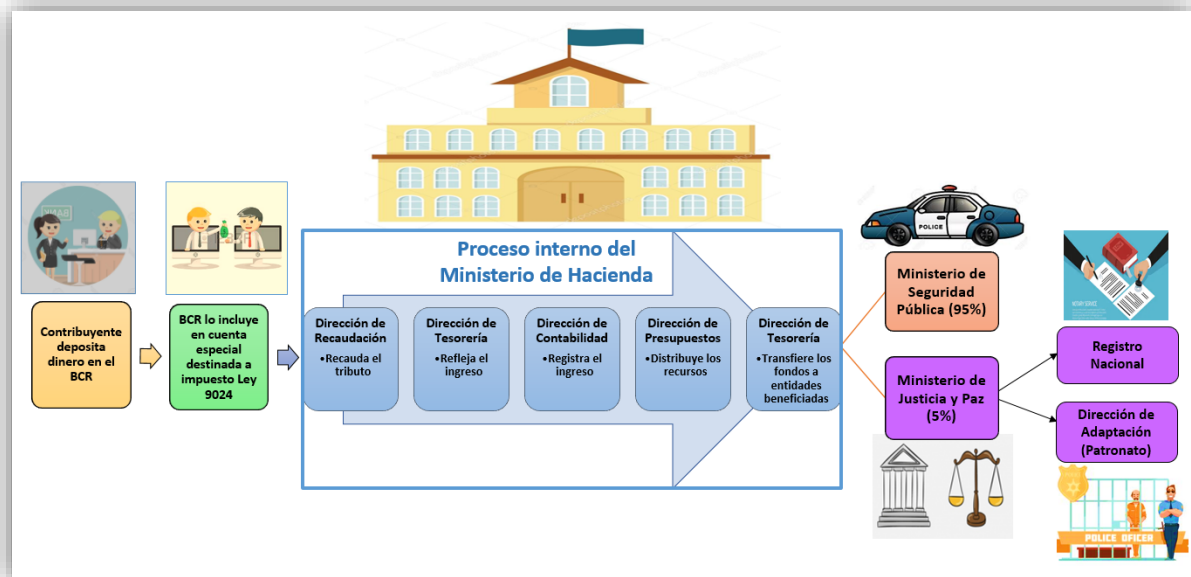 Proceso interno del
Ministerio de Hacienda
Contribuyente
deposita
dinero en el
BCR
BCR lo incluye
en cuenta
especial
destinada a
impuesto Ley
9024
Dirección de
Recaudación
•Recauda el
tributo
Dirección de
Tesorería
•Refleja el
ingreso
Dirección de
Contabilidad
•Registra el
ingreso
Dirección de
Presupuestos
•Distribuye los
recursos
Dirección de
Tesorería
•Transfiere los
fondos a
entidades
beneficiadas
POLICE
Ministerio de
Seguridad
Pública (95%)
Ministerio de
Justicia y Paz
(5%)
Registro
Nacional
Dirección de
Adaptación
(Patronato)
POLICE OFICER